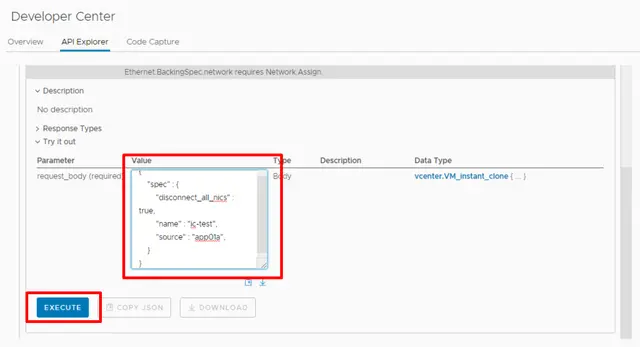 Developer Center
Overview API Explorer Code Capture
Ethernet.BackingSpec.network requires Network.Assign.
Description
No description
Response Types
Try it out
Parameter Value Type Description Data Type
request_body (required) { Body vcenter.VM_instant_clone { ... }
"spec" : {
"disconnect_all_nics" :
true,
"name" : "ic-test",
"source" : "app01a",
}
}
EXECUTE COPY JSON DOWNLOAD